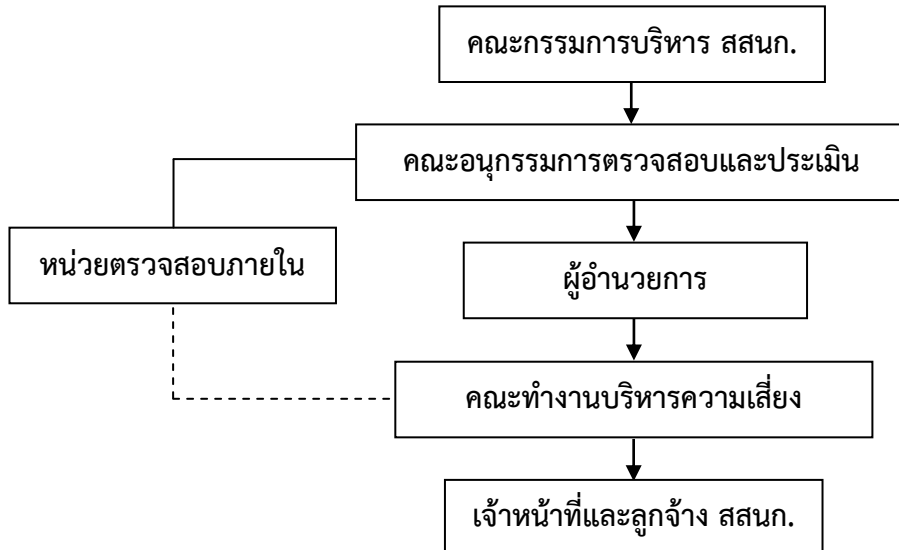 คณะกรรมการบริหาร สสนก.
คณะอนุกรรมการตรวจสอบและประเมิน
หน่วยตรวจสอบภายใน
ผู้อำนวยการ
คณะทำงานบริหารความเสี่ยง
เจ้าหน้าที่และลูกจ้าง สสนก.